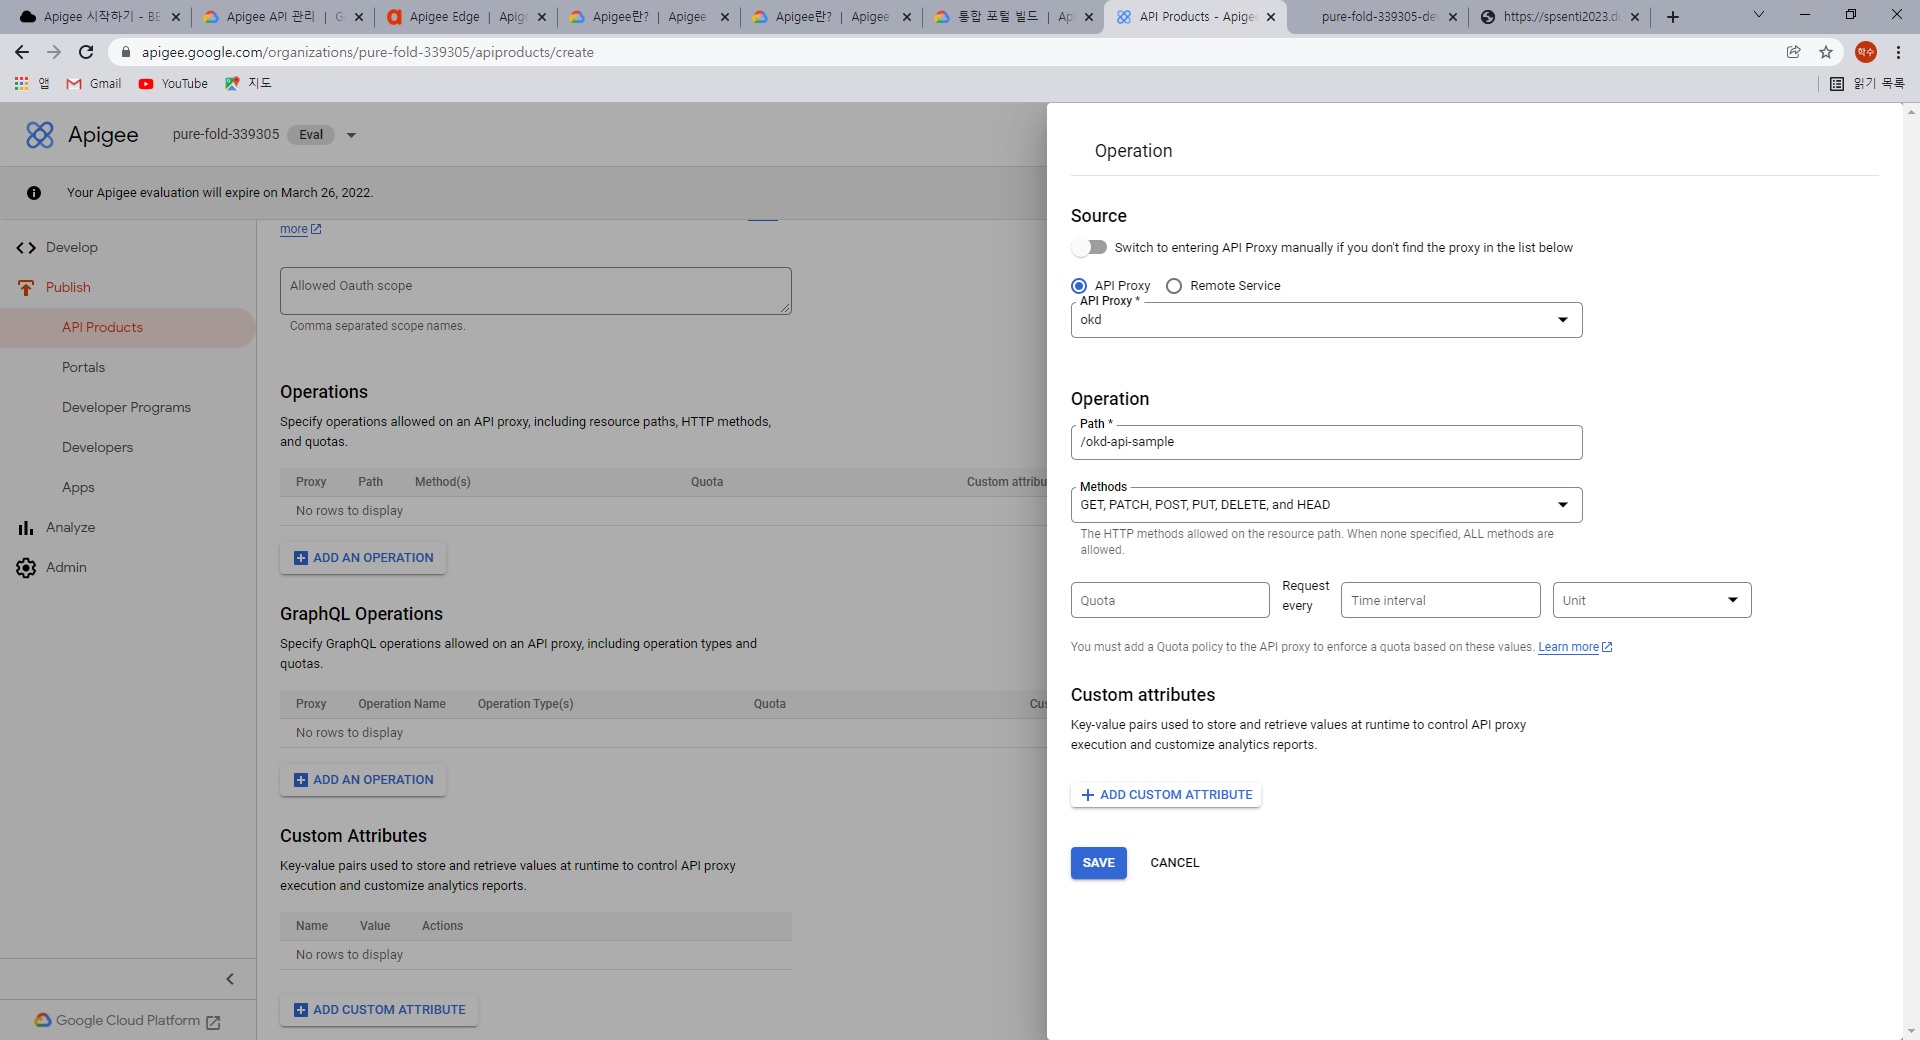 Apigee 시작하기 - BE
Apigee API 관리 | G
Apigee Edge | Apig
Apigee란? | Apigee
Apigee란? | Apigee
통합 포털 빌드 | Ap
API Products - Apige
pure-fold-339305-de
https://spsenti2023.d
apigee.google.com/organizations/pure-fold-339305/apiproducts/create
학수
앱
Gmail
YouTube
지도
읽기 목록
Apigee
pure-fold-339305
Eval
Your Apigee evaluation will expire on March 26, 2022.
Develop
Publish
API Products
Portals
Developer Programs
Developers
Apps
Analyze
Admin
Google Cloud Platform
more
Allowed Oauth scope
Comma separated scope names.
Operations
Specify operations allowed on an API proxy, including resource paths, HTTP methods,
and quotas.
Proxy Path Method(s) Quota Custom attribu
No rows to display
ADD AN OPERATION
GraphQL Operations
Specify GraphQL operations allowed on an API proxy, including operation types and
quotas.
Proxy Operation Name Operation Type(s) Quota Cus
No rows to display
ADD AN OPERATION
Custom Attributes
Key-value pairs used to store and retrieve values at runtime to control API proxy
execution and customize analytics reports.
Name Value Actions
No rows to display
ADD CUSTOM ATTRIBUTE
Operation
Source
Switch to entering API Proxy manually if you don't find the proxy in the list below
API Proxy Remote Service
API Proxy *
okd
Operation
Path *
/okd-api-sample
Methods
GET, PATCH, POST, PUT, DELETE, and HEAD
The HTTP methods allowed on the resource path. When none specified, ALL methods are
allowed.
Quota
Request
every
Time interval
Unit
You must add a Quota policy to the API proxy to enforce a quota based on these values. Learn more
Custom attributes
Key-value pairs used to store and retrieve values at runtime to control API proxy
execution and customize analytics reports.
ADD CUSTOM ATTRIBUTE
SAVE CANCEL